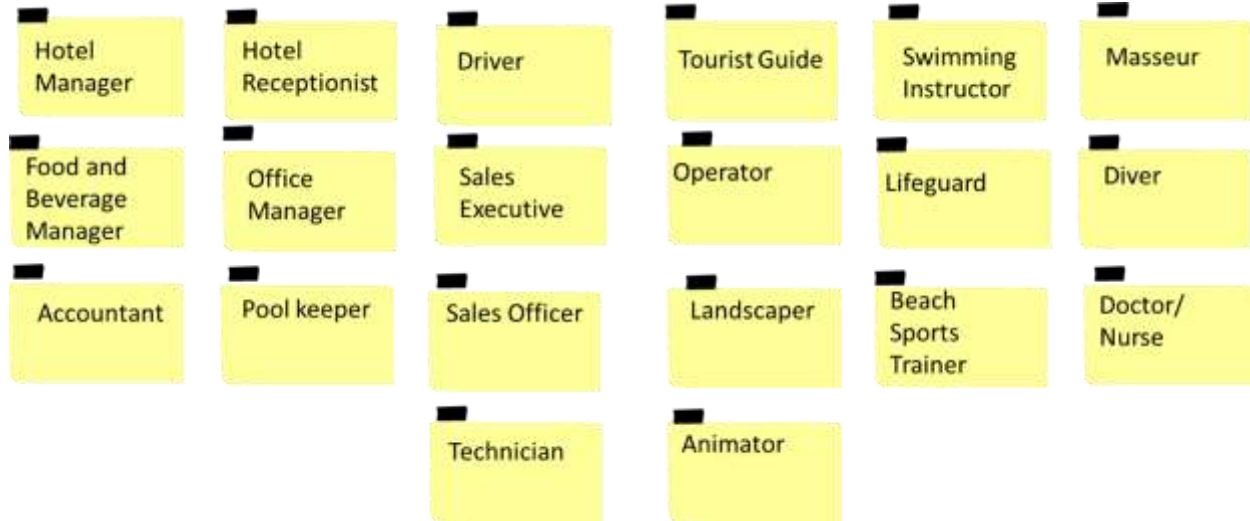 Hotel
Manager
Hotel
Receptionist
Driver
Tourist Guide
Swimming
Instructor
Masseur
Food and
Beverage
Manager
Office
Manager
Sales
Executive
Operator
Lifeguard
Diver
Accountant
Pool keeper
Sales Officer
Landscaper
Beach
Sports
Trainer
Doctor/
Nurse
Technician
Animator